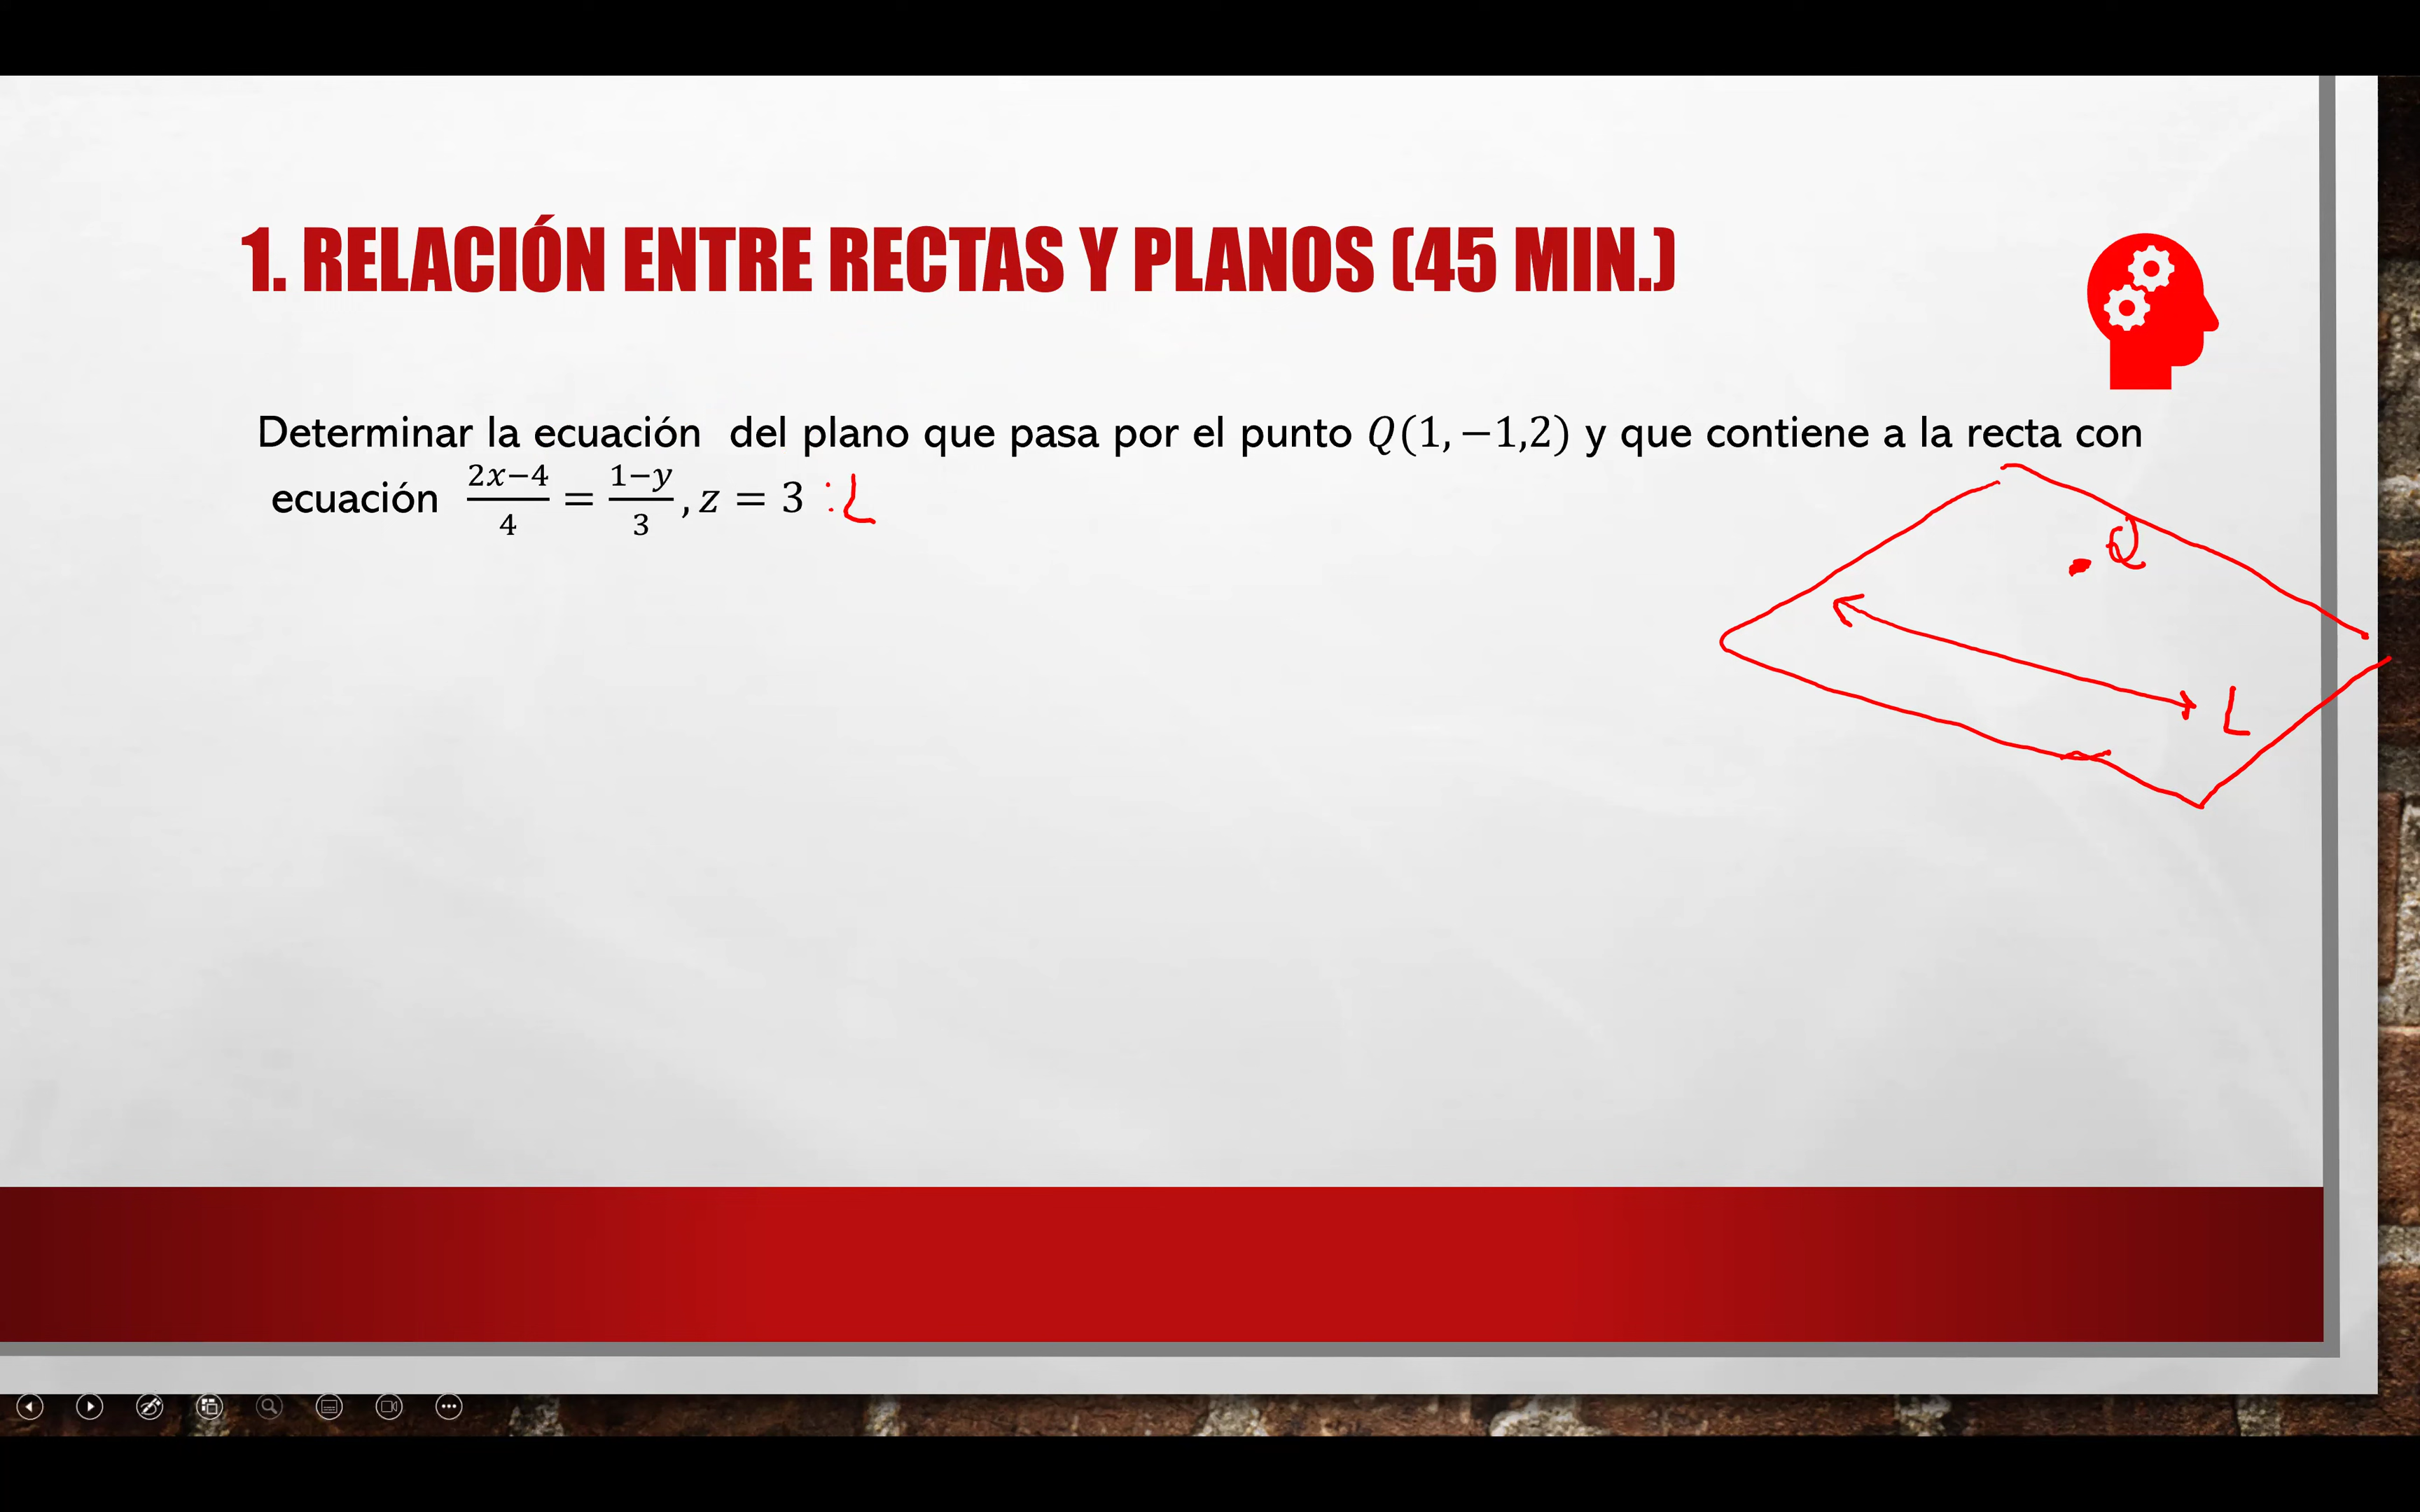 1. RELACIÓN ENTRE RECTAS Y PLANOS (45 MIN.)
Determinar la ecuación del plano que pasa por el punto Q(1,−1,2) y que contiene a la recta con
ecuación (2x−4)/4 = (1−y)/3, z = 3 :L
Q
L